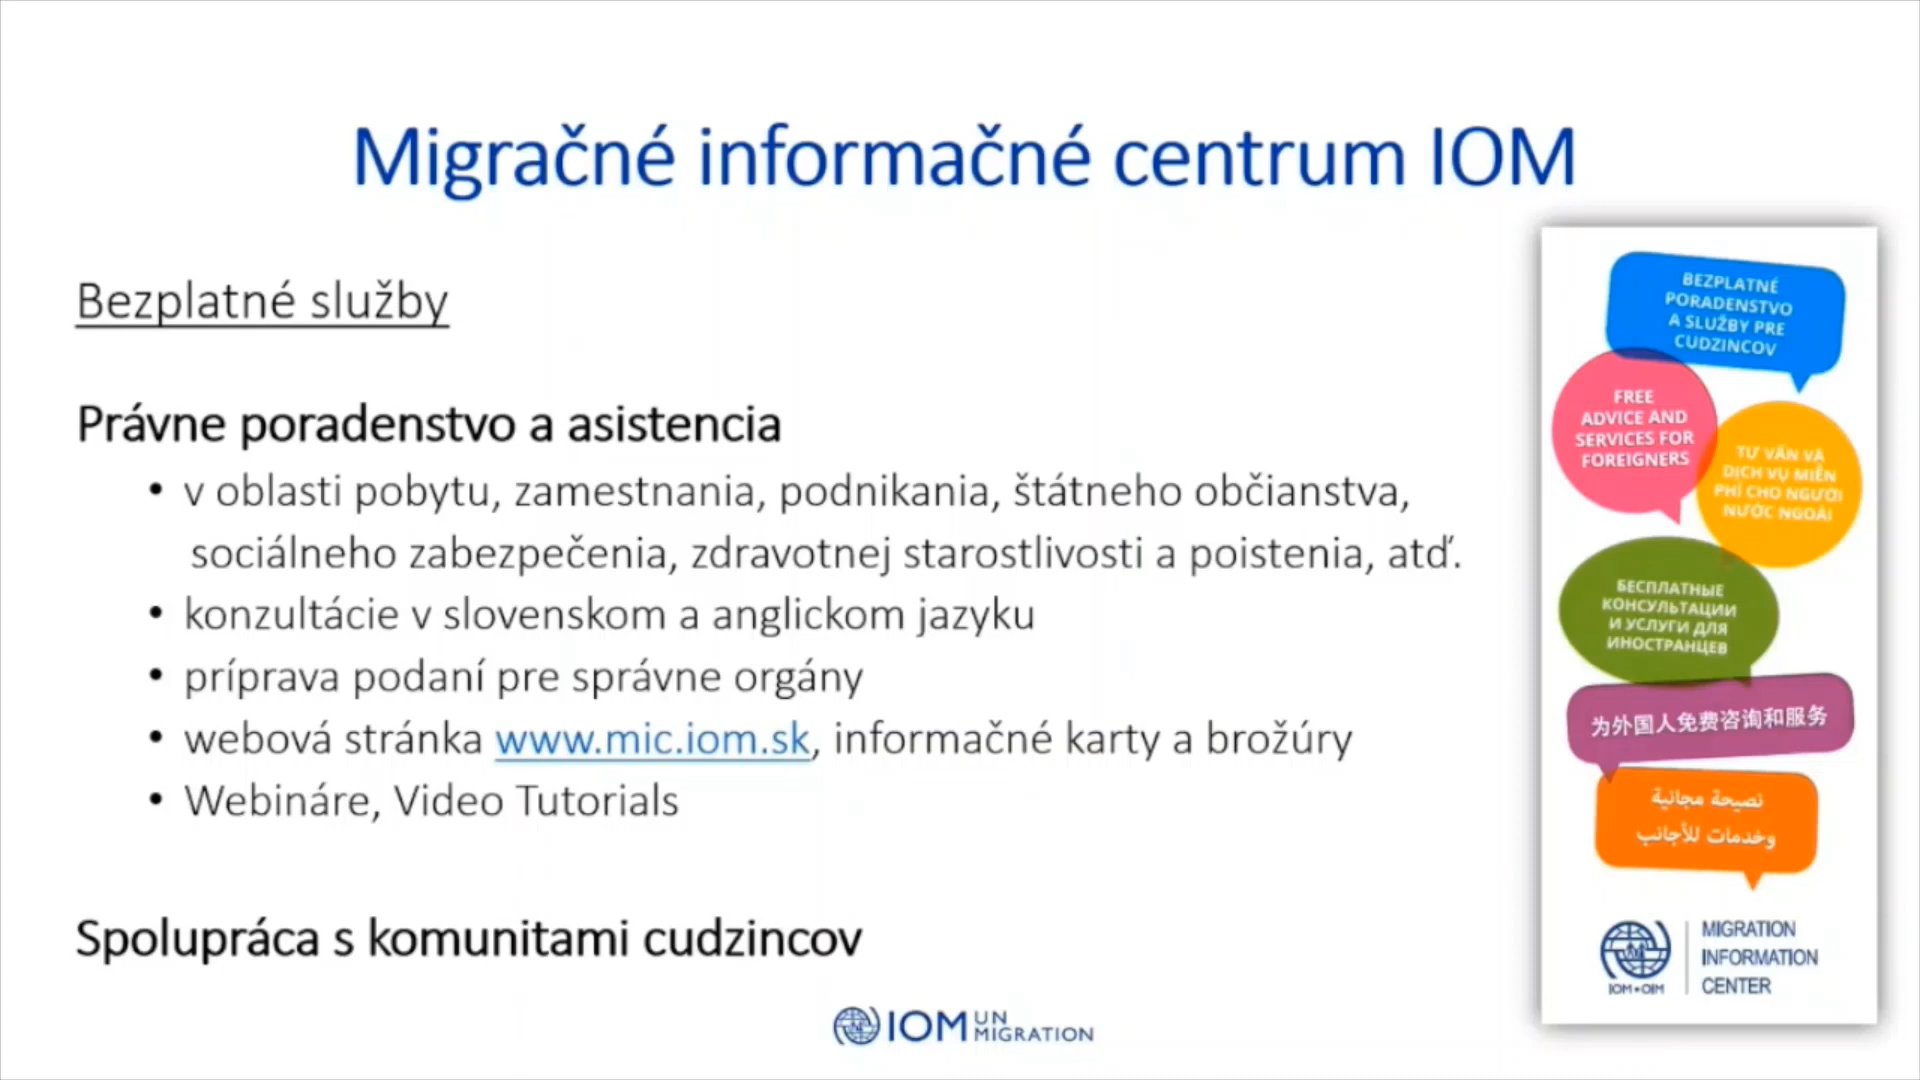 Migračné informačné centrum IOM
Bezplatné služby
Právne poradenstvo a asistencia
• v oblasti pobytu, zamestnania, podnikania, štátneho občianstva,
sociálneho zabezpečenia, zdravotnej starostlivosti a poistenia, atď.
• konzultácie v slovenskom a anglickom jazyku
• príprava podaní pre správne orgány
• webová stránka www.mic.iom.sk, informačné karty a brožúry
• Webináre, Video Tutorials
Spolupráca s komunitami cudzincov
BEZPLATNÉ
PORADENSTVO
A SLUŽBY PRE
CUDZINCOV
FREE
ADVICE AND
SERVICES FOR
FOREIGNERS
TƯ VẤN VÀ
DỊCH VỤ MIỄN
PHÍ CHO NGƯỜI
NƯỚC NGOÀI
БЕСПЛАТНЫЕ
КОНСУЛЬТАЦИИ
И УСЛУГИ ДЛЯ
ИНОСТРАНЦЕВ
为外国人免费咨询和服务
نصيحة مجانية
وخدمات للأجانب
IOM•OIM
MIGRATION
INFORMATION
CENTER
IOM UN
MIGRATION